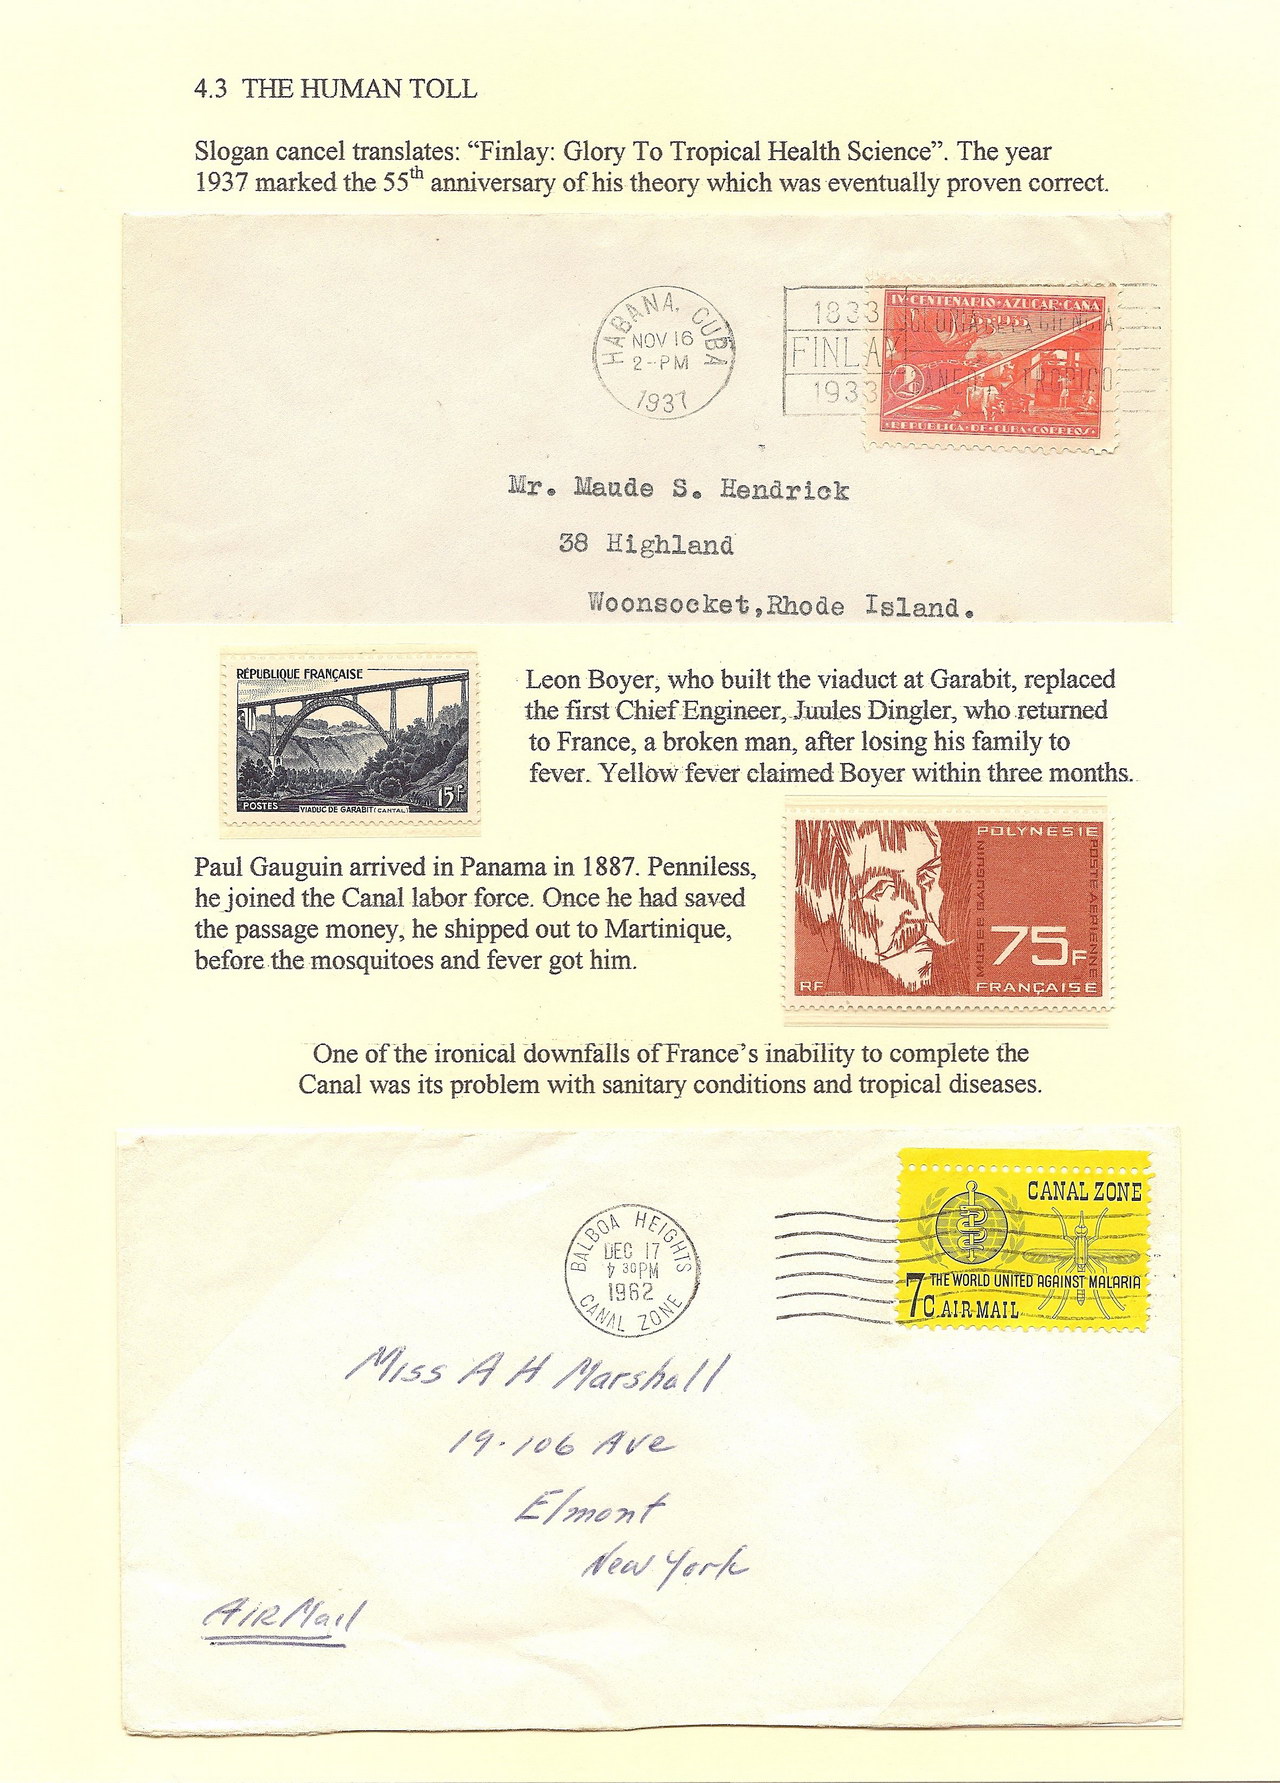 4.3 THE HUMAN TOLL
Slogan cancel translates: “Finlay: Glory To Tropical Health Science”. The year
1937 marked the 55th anniversary of his theory which was eventually proven correct.
HABANA, CUBA
NOV 16
2-PM
1937
1833
FINLAY
1933
GLORIA DE LA CIENCIA
TROPICO
IV·CENTENARIO·AZUCAR·CANA
REPUBLICA·DE·CUBA·CORREOS
Mr. Maude S. Hendrick
38 Highland
Woonsocket,Rhode Island.
RÉPUBLIQUE FRANÇAISE
POSTES
VIADUC DE GARABIT (CANTAL)
15F
Leon Boyer, who built the viaduct at Garabit, replaced
the first Chief Engineer, Juules Dingler, who returned
to France, a broken man, after losing his family to
fever. Yellow fever claimed Boyer within three months.
Paul Gauguin arrived in Panama in 1887. Penniless,
he joined the Canal labor force. Once he had saved
the passage money, he shipped out to Martinique,
before the mosquitoes and fever got him.
POLYNESIE
MUSÉE GAUGUIN
POSTE AERIENNE
75F
RF
FRANÇAISE
One of the ironical downfalls of France’s inability to complete the
Canal was its problem with sanitary conditions and tropical diseases.
BALBOA HEIGHTS
DEC 17
30PM
1962
CANAL ZONE
CANAL ZONE
THE WORLD UNITED AGAINST MALARIA
7c AIR MAIL
Miss A H Marshall
19·106 Ave
Elmont
New York
AIR Mail